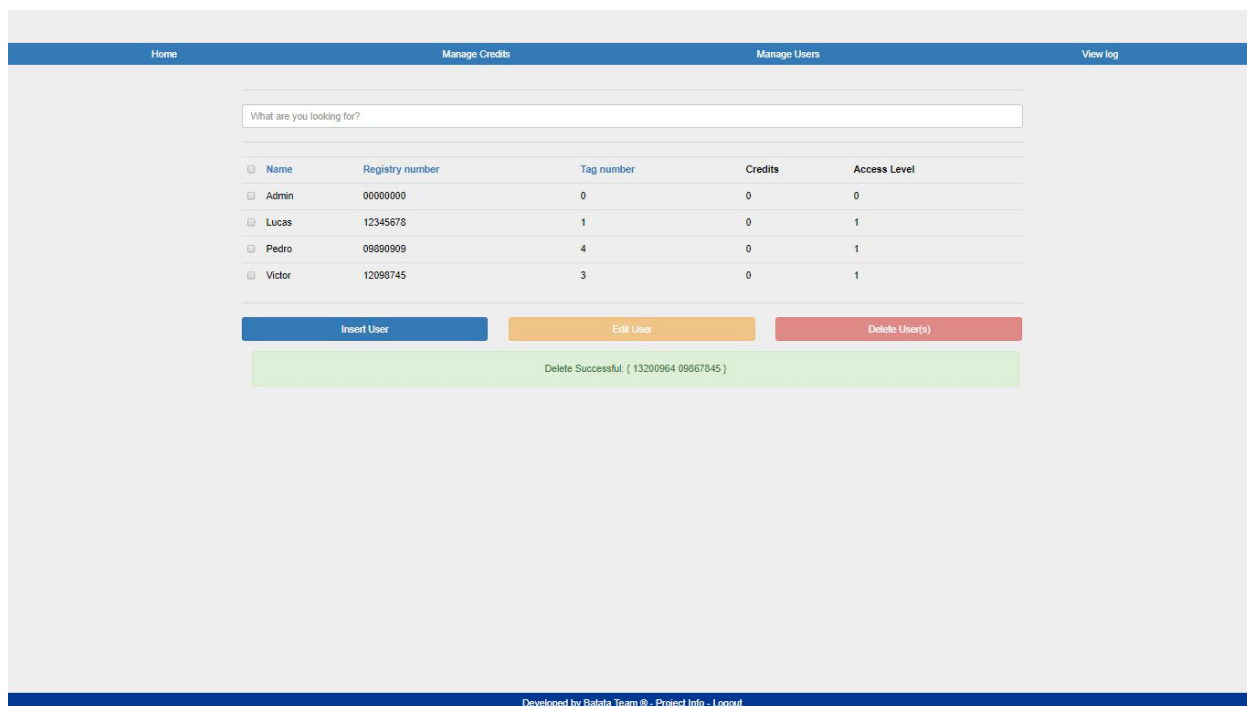 Home Manage Credits Manage Users View log
What are you looking for?
Name Registry number Tag number Credits Access Level
Admin 00000000 0 0 0
Lucas 12345678 1 0 1
Pedro 09890909 4 0 1
Victor 12098745 3 0 1
Insert User Edit User Delete User(s)
Delete Successful: { 13200964 09867845 }
Developed by Batata Team ® - Project Info - Logout